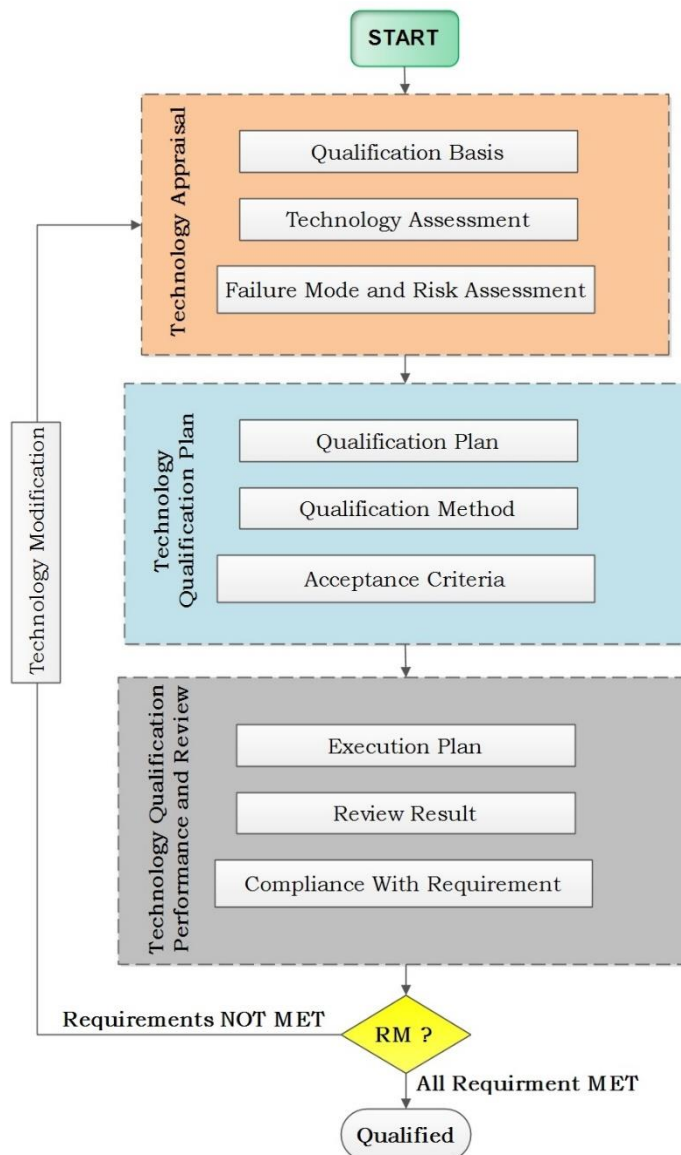 START
Technology Appraisal
Qualification Basis
Technology Assessment
Failure Mode and Risk Assessment
Technology Modification
Technology
Qualification Plan
Qualification Plan
Qualification Method
Acceptance Criteria
Technology Qualification
Performance and Review
Execution Plan
Review Result
Compliance With Requirement
Requirements NOT MET
RM ?
All Requirment MET
Qualified